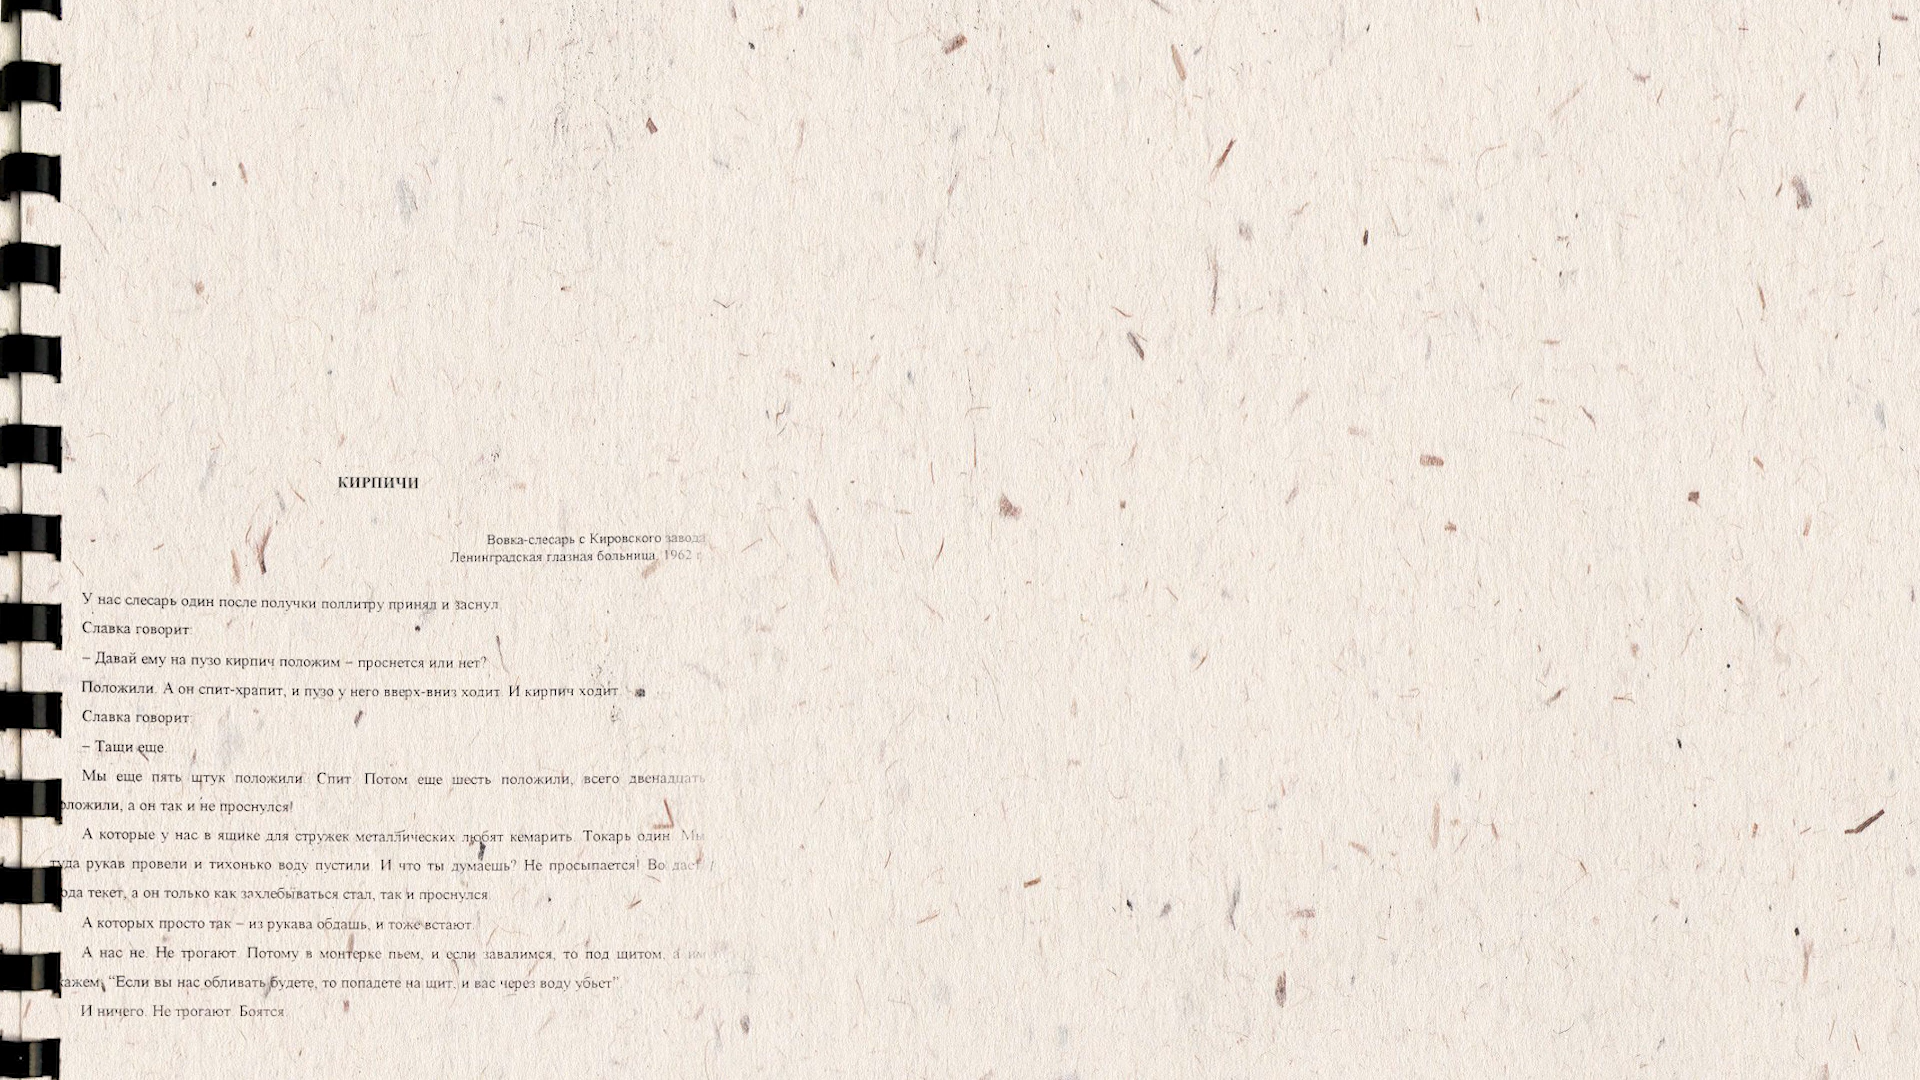 КИРПИЧИ
Вовка-слесарь с Кировского завода
Ленинградская глазная больница, 1962 г.
У нас слесарь один после получки поллитру принял и заснул.
Славка говорит:
– Давай ему на пузо кирпич положим – проснется или нет?
Положили. А он спит-храпит, и пузо у него вверх-вниз ходит. И кирпич ходит.
Славка говорит:
– Тащи еще.
Мы еще пять штук положили. Спит. Потом еще шесть положили, всего двенадцать
положили, а он так и не проснулся!
А которые у нас в ящике для стружек металлических любят кемарить. Токарь один. Мы
туда рукав провели и тихонько воду пустили. И что ты думаешь? Не просыпается! Во дает!
вода текет, а он только как захлебываться стал, так и проснулся.
А которых просто так – из рукава обдашь, и тоже встают.
А нас не. Не трогают. Потому в монтерке пьем, и если завалимся, то под щитом, а им
скажем: “Если вы нас обливать будете, то попадете на щит, и вас через воду убьет”.
И ничего. Не трогают. Боятся.